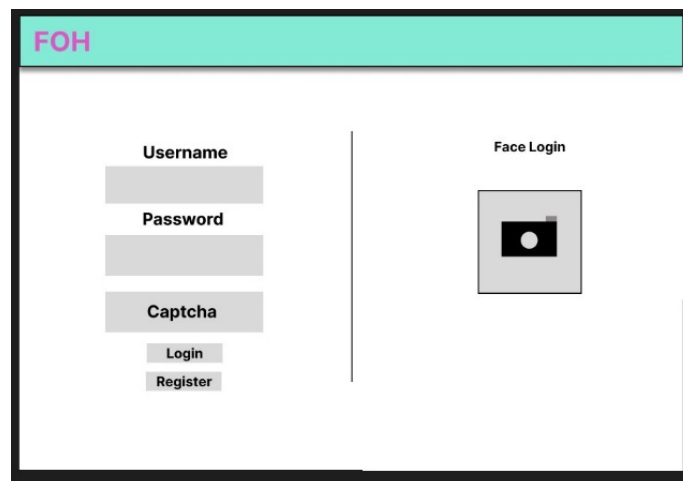 FOH
Username
Password
Captcha
Login
Register
Face Login